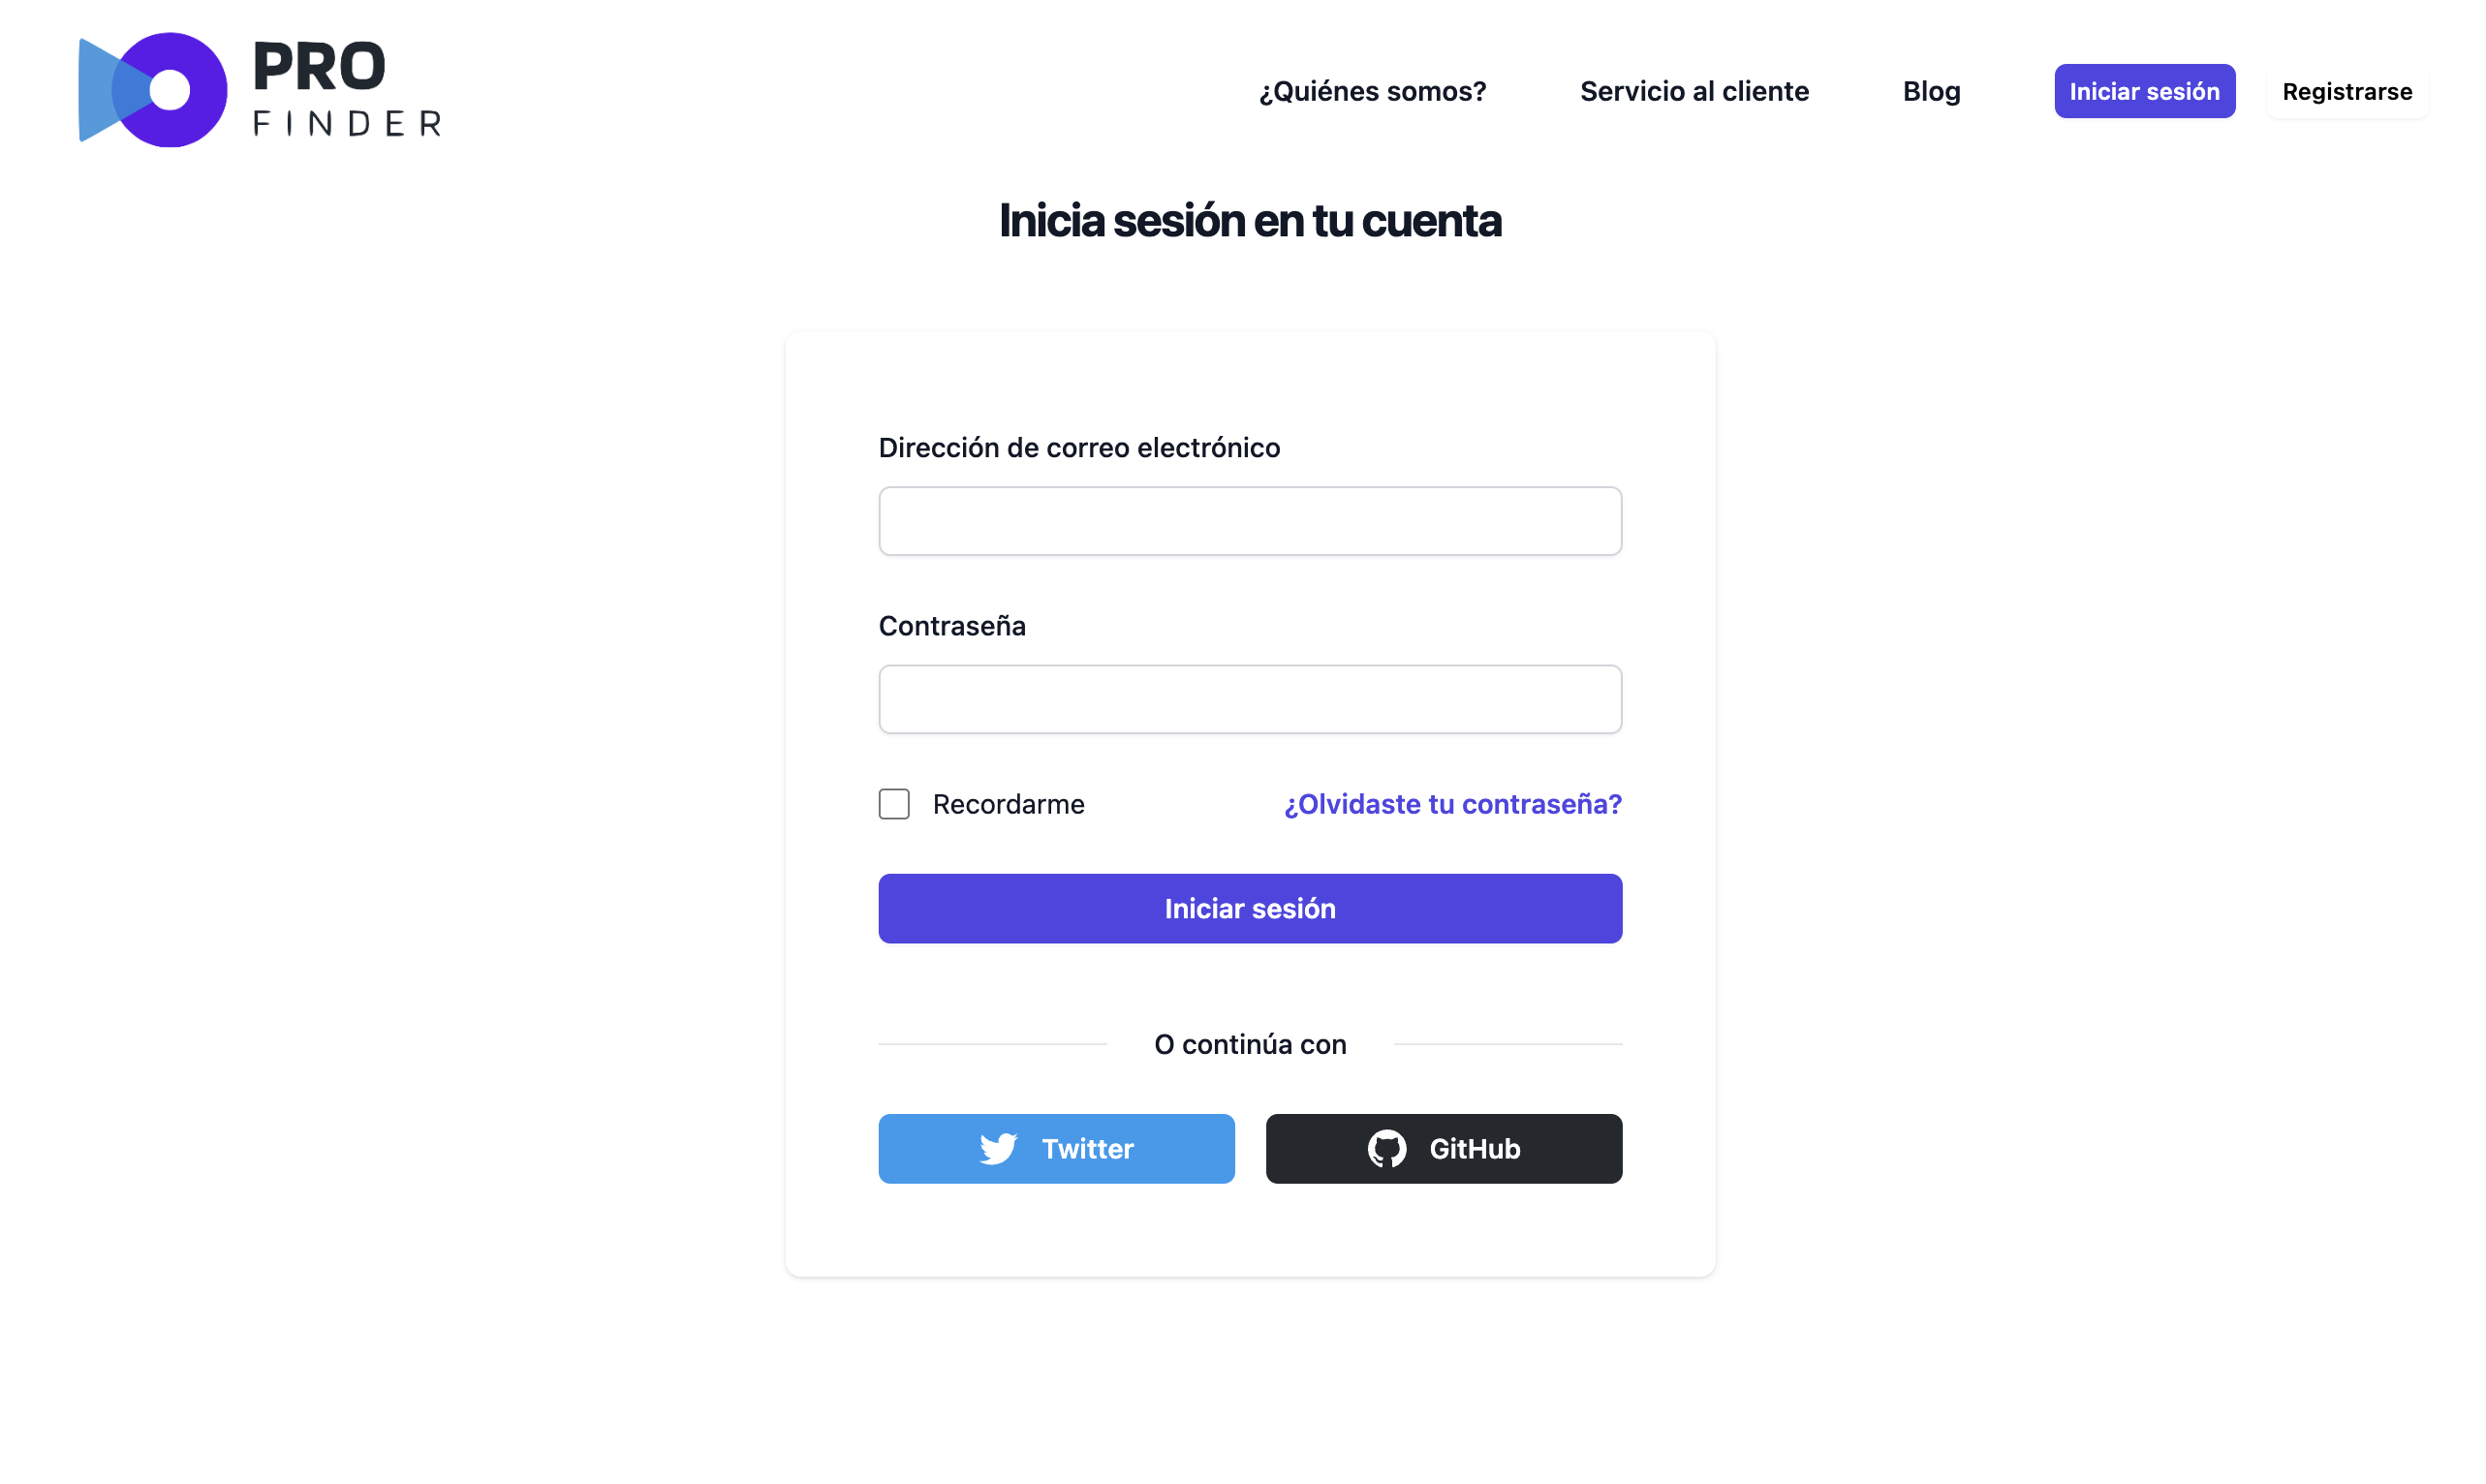 PRO
FINDER
¿Quiénes somos? Servicio al cliente Blog Iniciar sesión Registrarse
Inicia sesión en tu cuenta
Dirección de correo electrónico
Contraseña
Recordarme ¿Olvidaste tu contraseña?
Iniciar sesión
O continúa con
Twitter GitHub